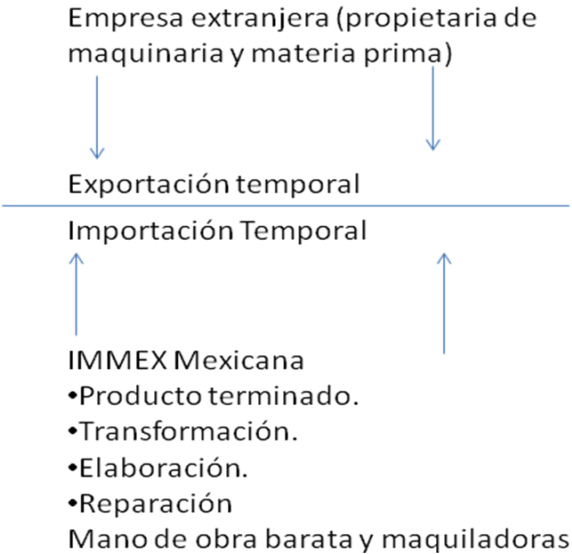 Empresa extranjera (propietaria de
maquinaria y materia prima)
Exportación temporal
Importación Temporal
IMMEX Mexicana
•Producto terminado.
•Transformación.
•Elaboración.
•Reparación
Mano de obra barata y maquiladoras